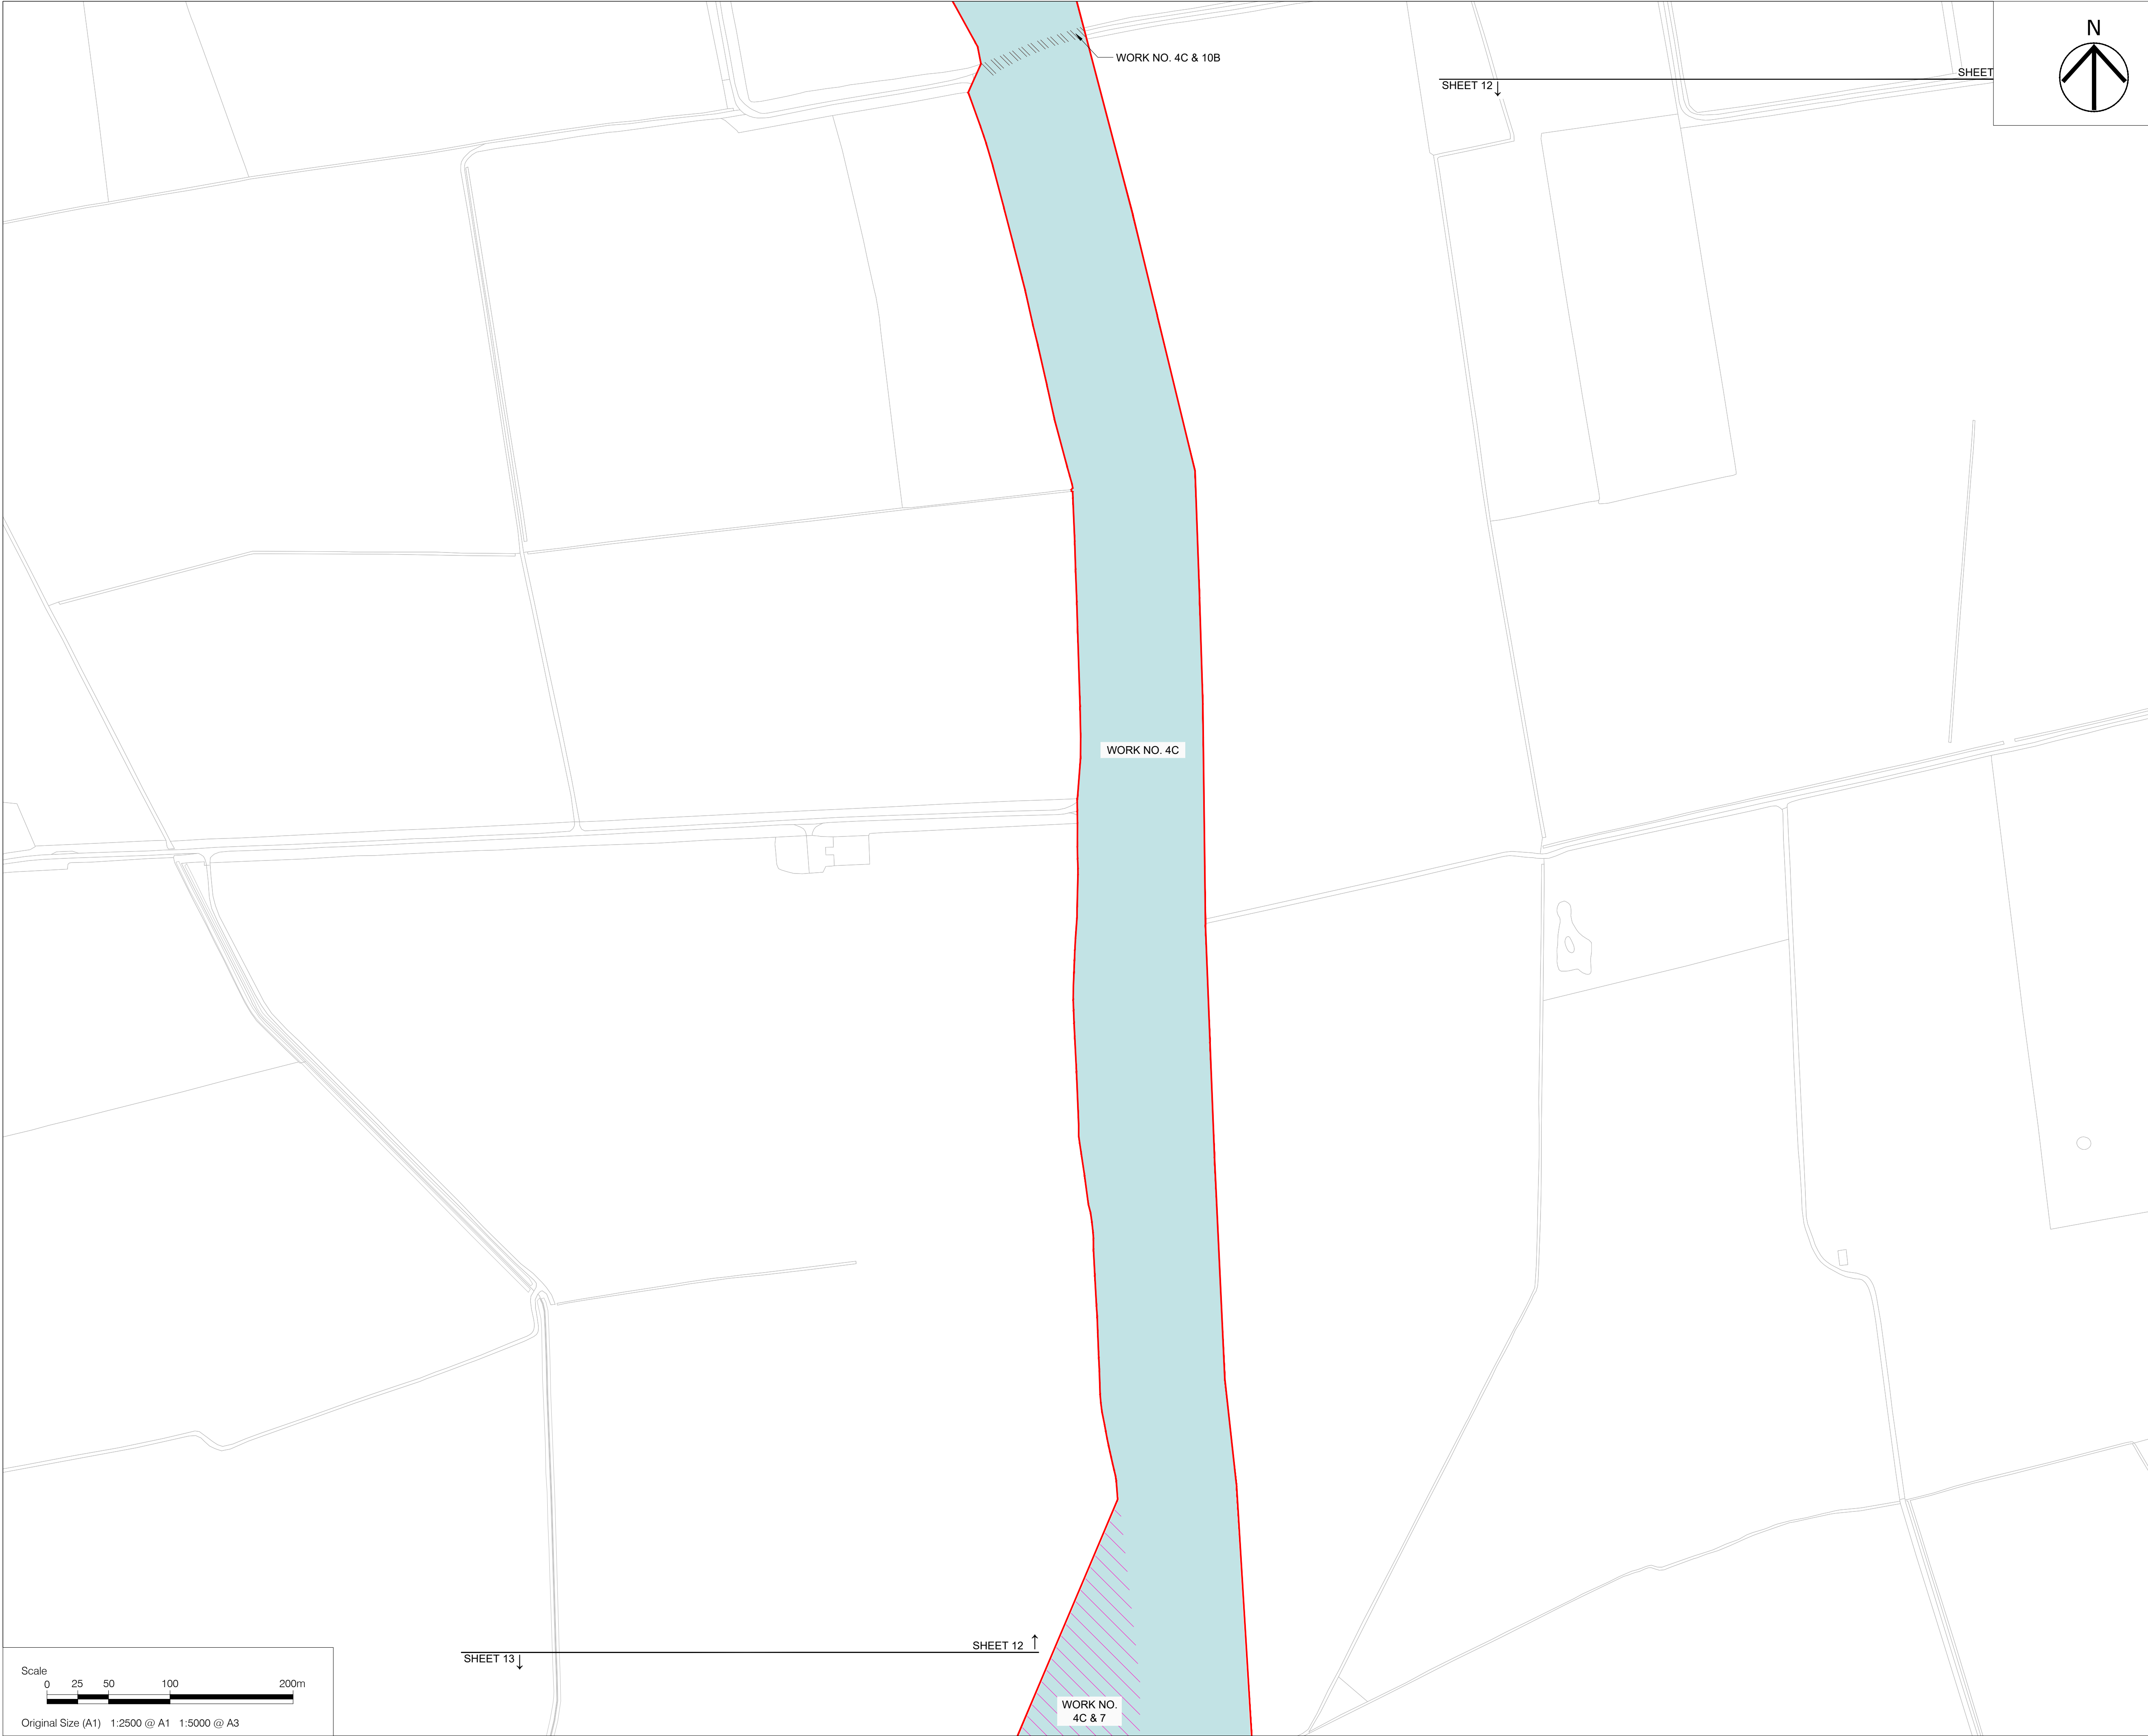 N
WORK NO. 4C & 10B
SHEET
SHEET 12
WORK NO. 4C
SHEET 12
SHEET 13
WORK NO.
4C & 7
Scale
0 25 50 100 200m
Original Size (A1) 1:2500 @ A1 1:5000 @ A3